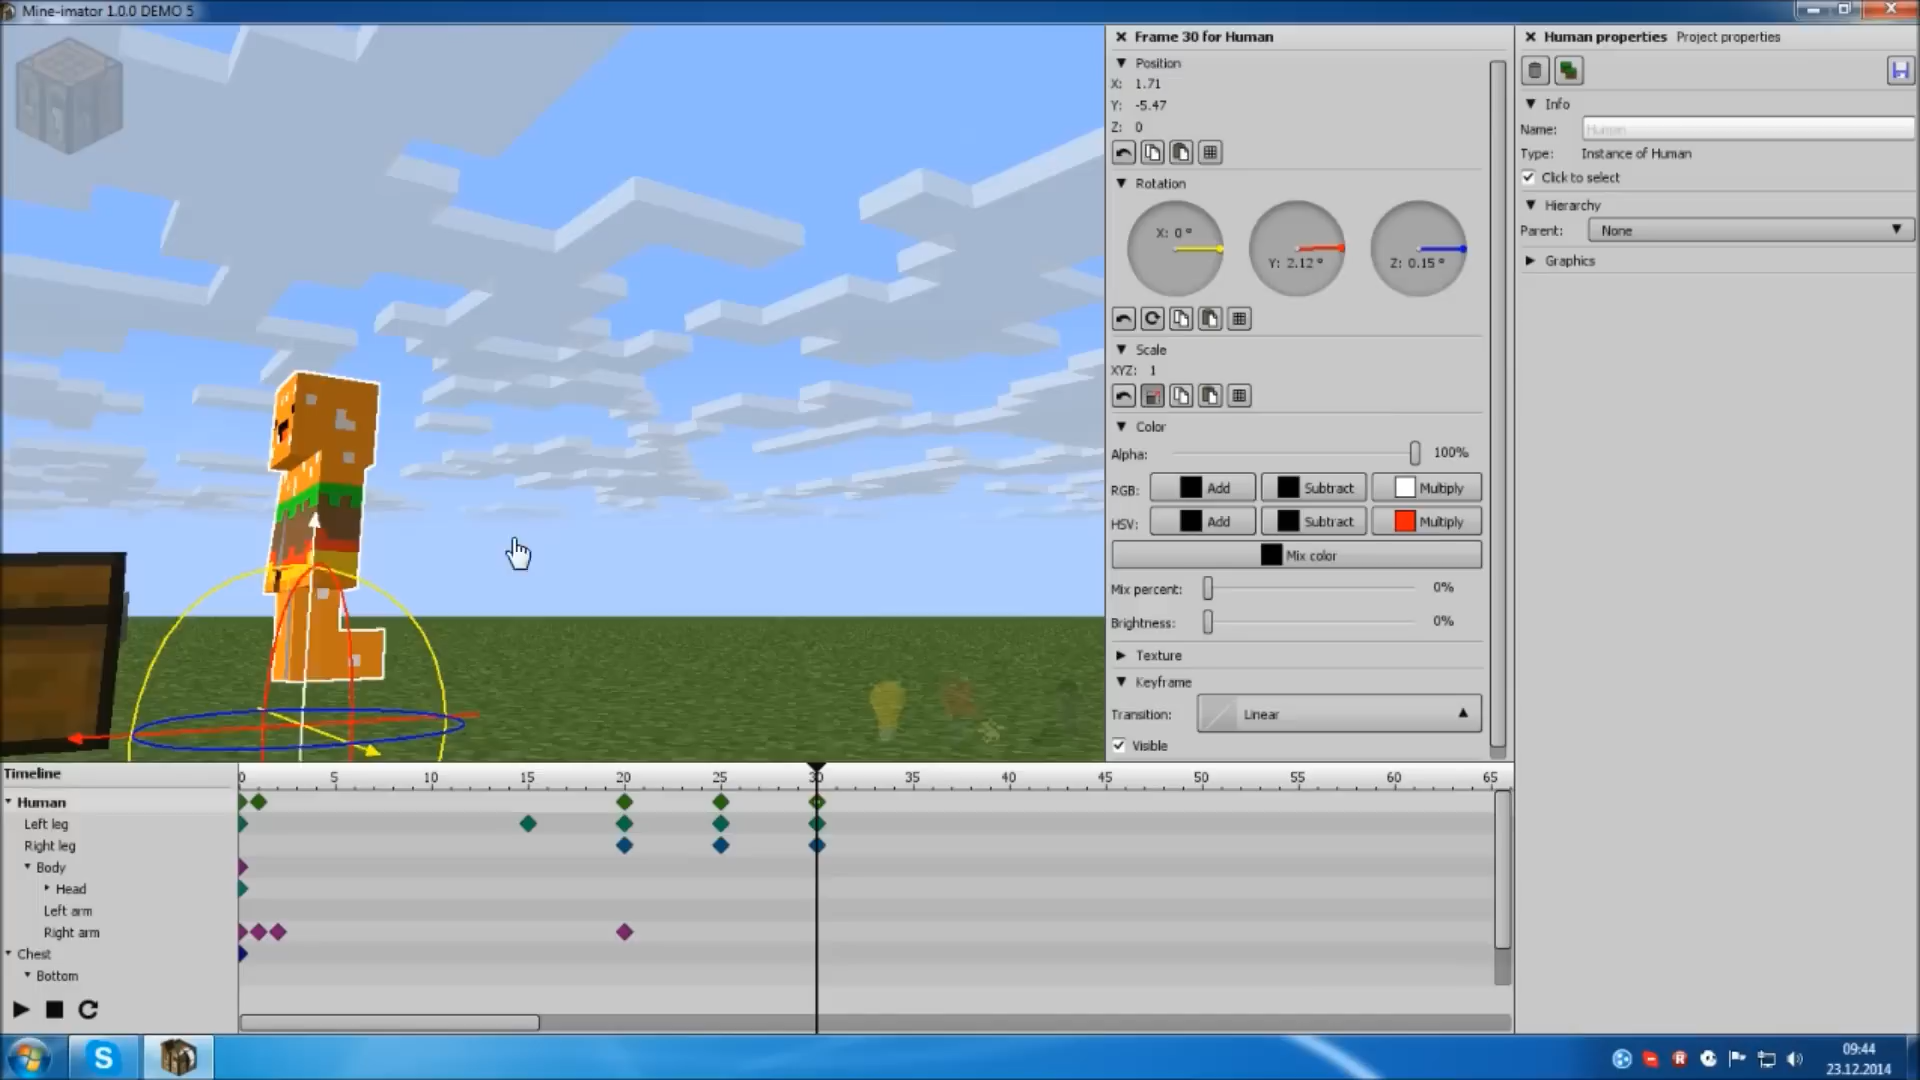 Mine-imator 1.0.0 DEMO 5
Frame 30 for Human
Position
X: 1.71
Y: -5.47
Z: 0
Rotation
X: 0 °
Y: 2.12 °
Z: 0.15 °
Scale
XYZ: 1
Color
Alpha: 100%
RGB: Add Subtract Multiply
HSV: Add Subtract Multiply
Mix color
Mix percent: 0%
Brightness: 0%
Texture
Keyframe
Transition: Linear
Visible
Human properties Project properties
Info
Name: Human
Type: Instance of Human
Click to select
Hierarchy
Parent: None
Graphics
Timeline
0 5 10 15 20 25 30 35 40 45 50 55 60 65
Human
Left leg
Right leg
Body
Head
Left arm
Right arm
Chest
Bottom
09:44
23.12.2014